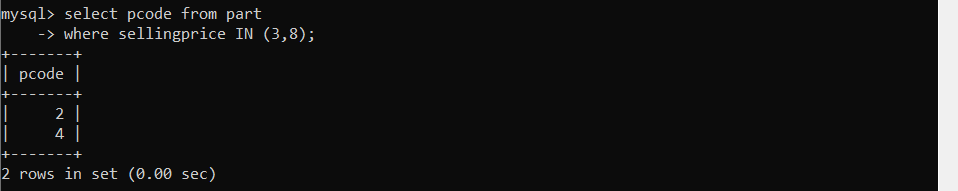 mysql> select pcode from part
    -> where sellingprice IN (3,8);
+-------+
| pcode |
+-------+
|     2 |
|     4 |
+-------+
2 rows in set (0.00 sec)